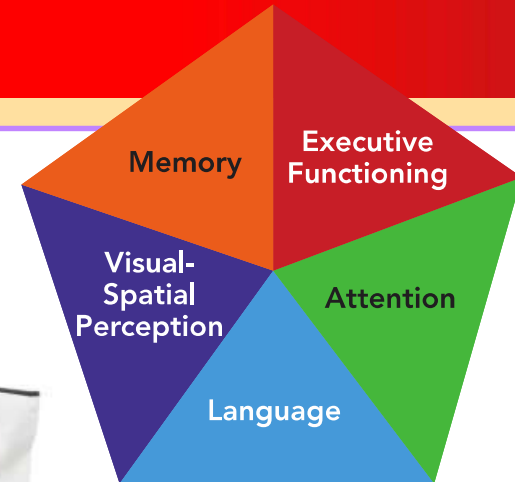 Memory
Executive
Functioning
Visual-
Spatial
Perception
Attention
Language